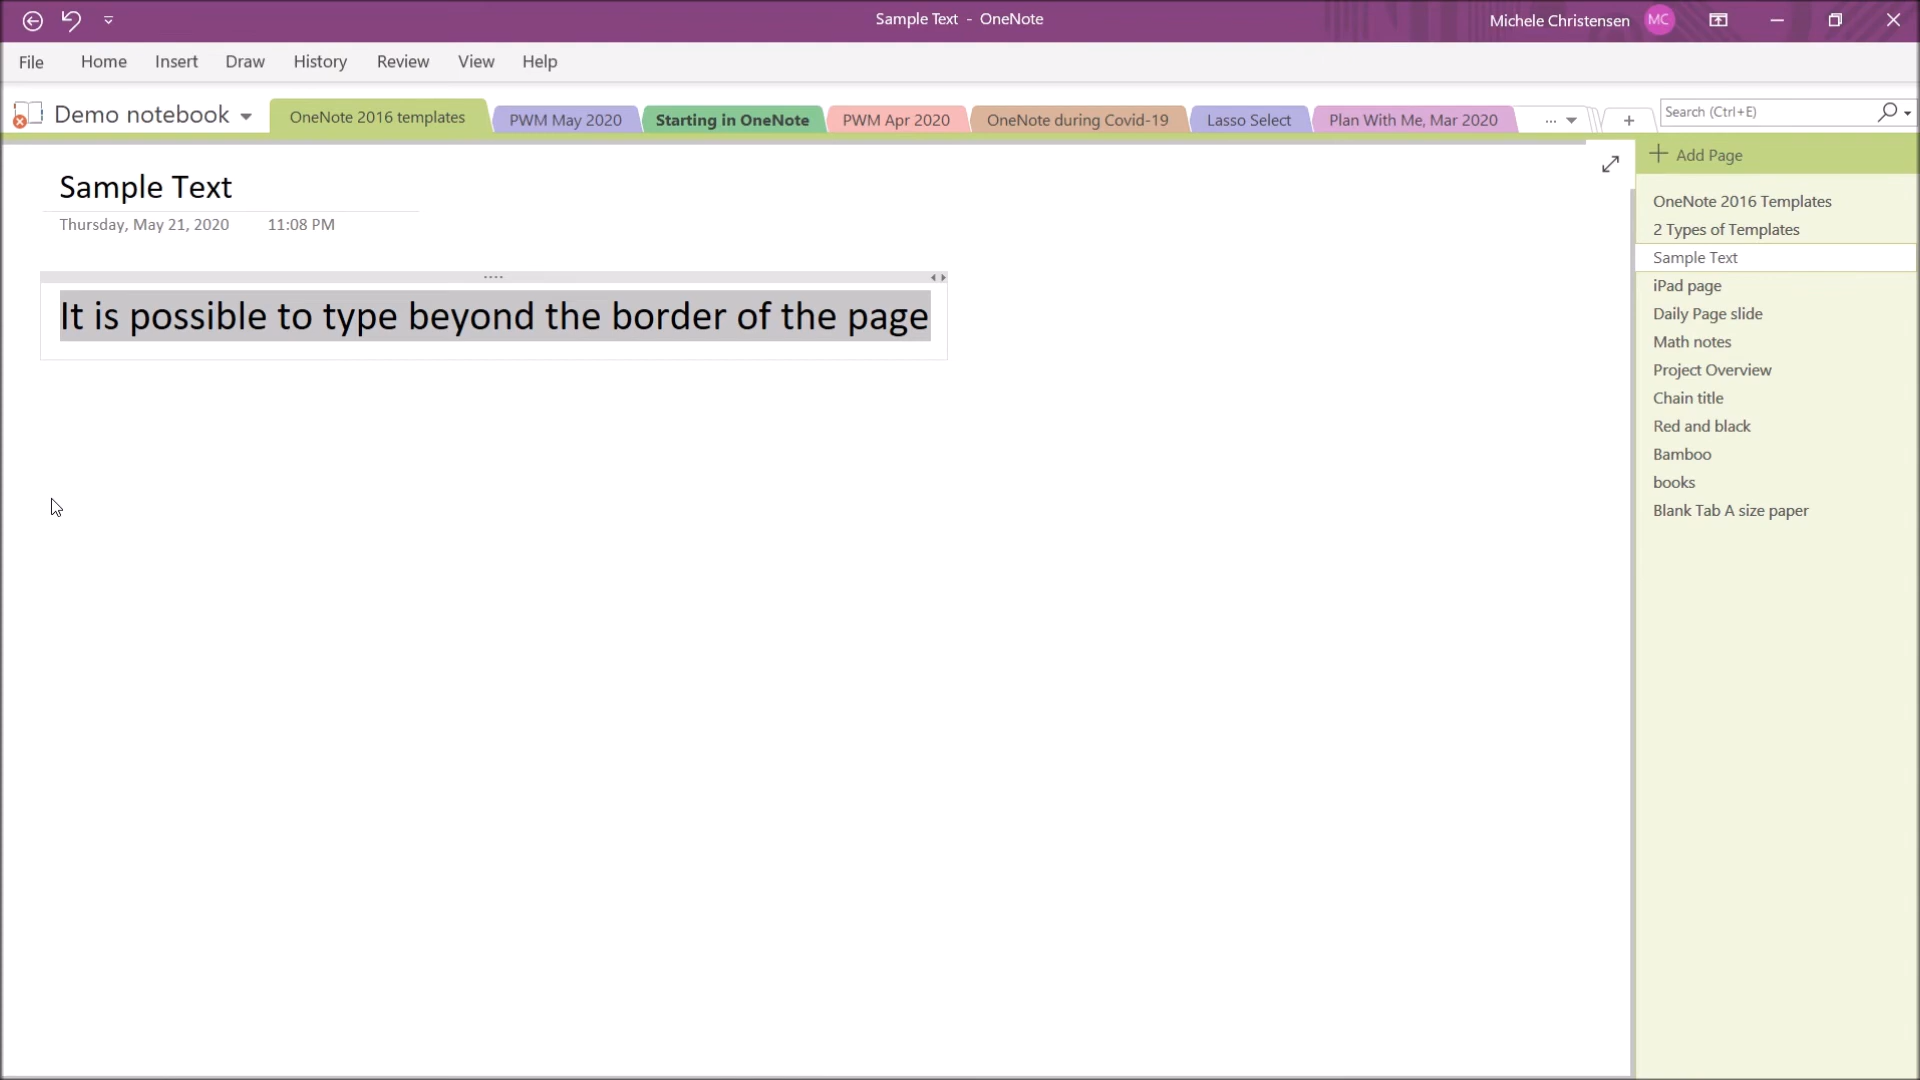 Sample Text - OneNote
Michele Christensen MC
File Home Insert Draw History Review View Help
Demo notebook
OneNote 2016 templates PWM May 2020 Starting in OneNote PWM Apr 2020 OneNote during Covid-19 Lasso Select Plan With Me, Mar 2020 ... +
Search (Ctrl+E)
Add Page
Sample Text
Thursday, May 21, 2020 11:08 PM
It is possible to type beyond the border of the page
OneNote 2016 Templates
2 Types of Templates
Sample Text
iPad page
Daily Page slide
Math notes
Project Overview
Chain title
Red and black
Bamboo
books
Blank Tab A size paper